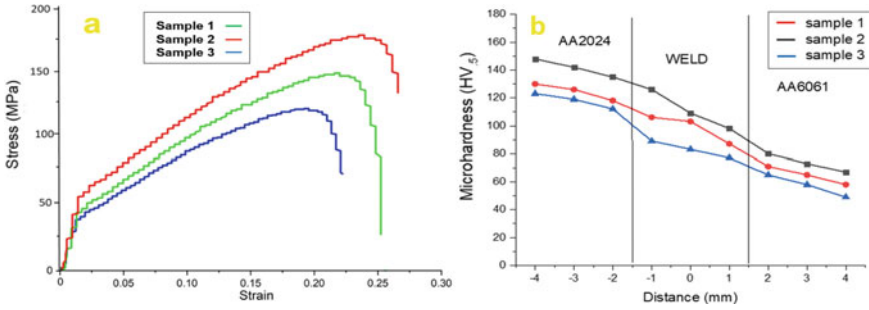 a
Sample 1
Sample 2
Sample 3
200
150
100
50
0
0.00
0.05
0.10
0.15
0.20
0.25
0.30
Stress (MPa)
Strain
b
AA2024
WELD
AA6061
sample 1
sample 2
sample 3
180
160
140
120
100
80
60
40
20
0
-4
-3
-2
-1
0
1
2
3
4
Microhardness (HV.5)
Distance (mm)